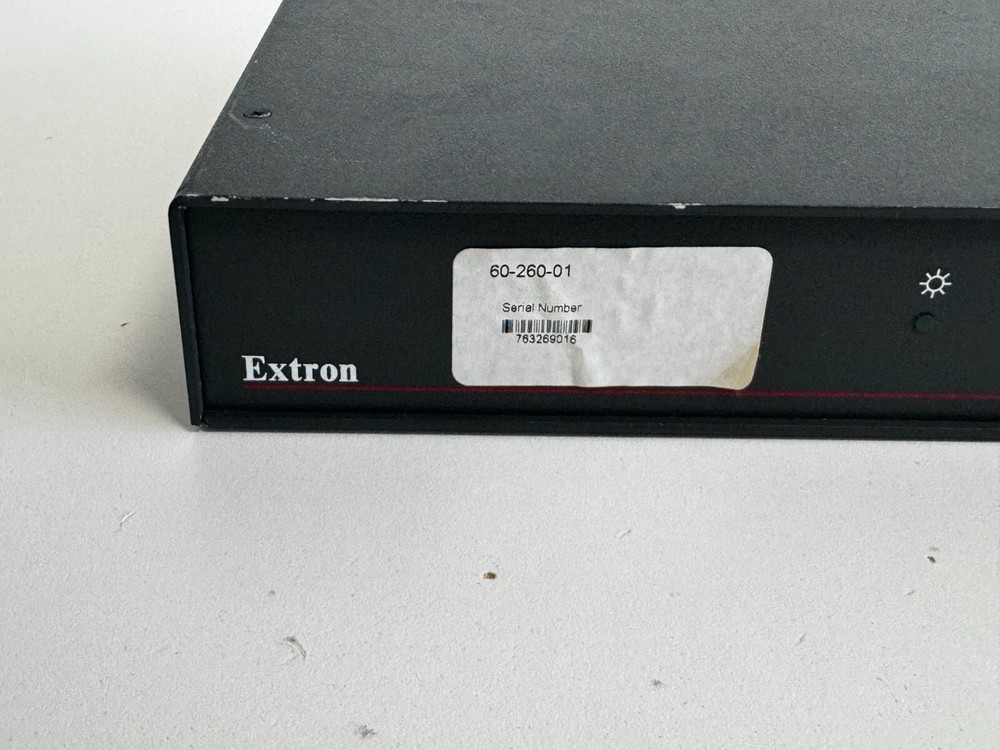 60-260-01
Serial Number
763269016
Extron